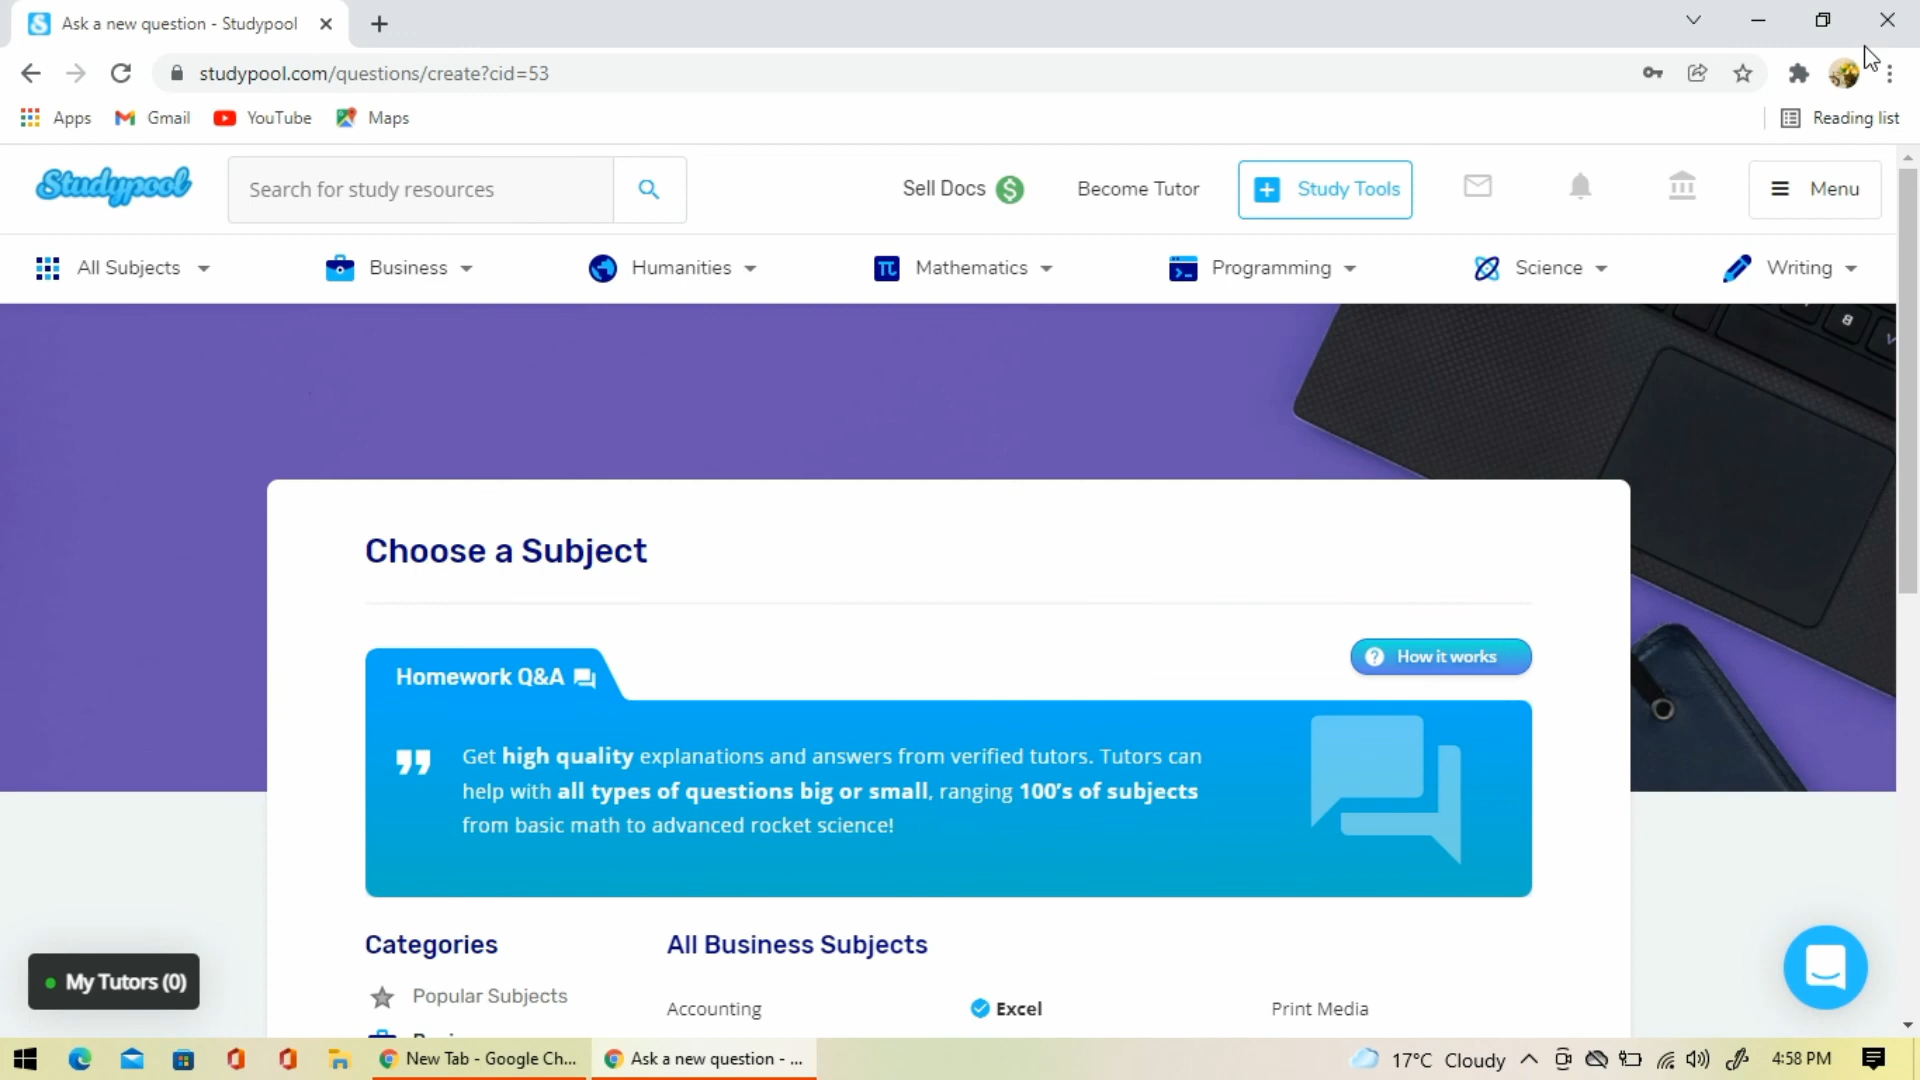 Ask a new question - Studypool
studypool.com/questions/create?cid=53
Apps Gmail YouTube Maps Reading list
Studypool Search for study resources Sell Docs $ Become Tutor Study Tools Menu
All Subjects Business Humanities Mathematics Programming Science Writing
Choose a Subject
How it works
Homework Q&A
Get high quality explanations and answers from verified tutors. Tutors can
help with all types of questions big or small, ranging 100's of subjects
from basic math to advanced rocket science!
Categories All Business Subjects
My Tutors (0)
Popular Subjects Accounting Excel Print Media
New Tab - Google Ch... Ask a new question - ... 17°C Cloudy 4:58 PM